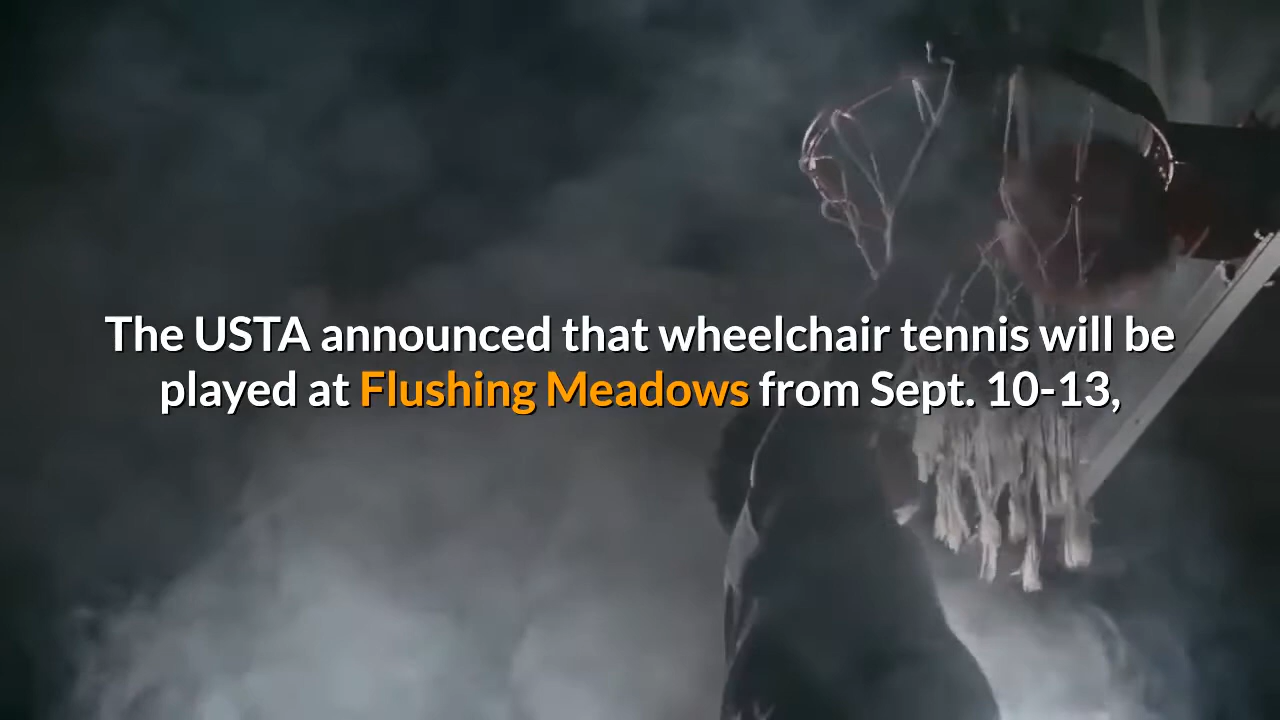 The USTA announced that wheelchair tennis will be
played at Flushing Meadows from Sept. 10-13,